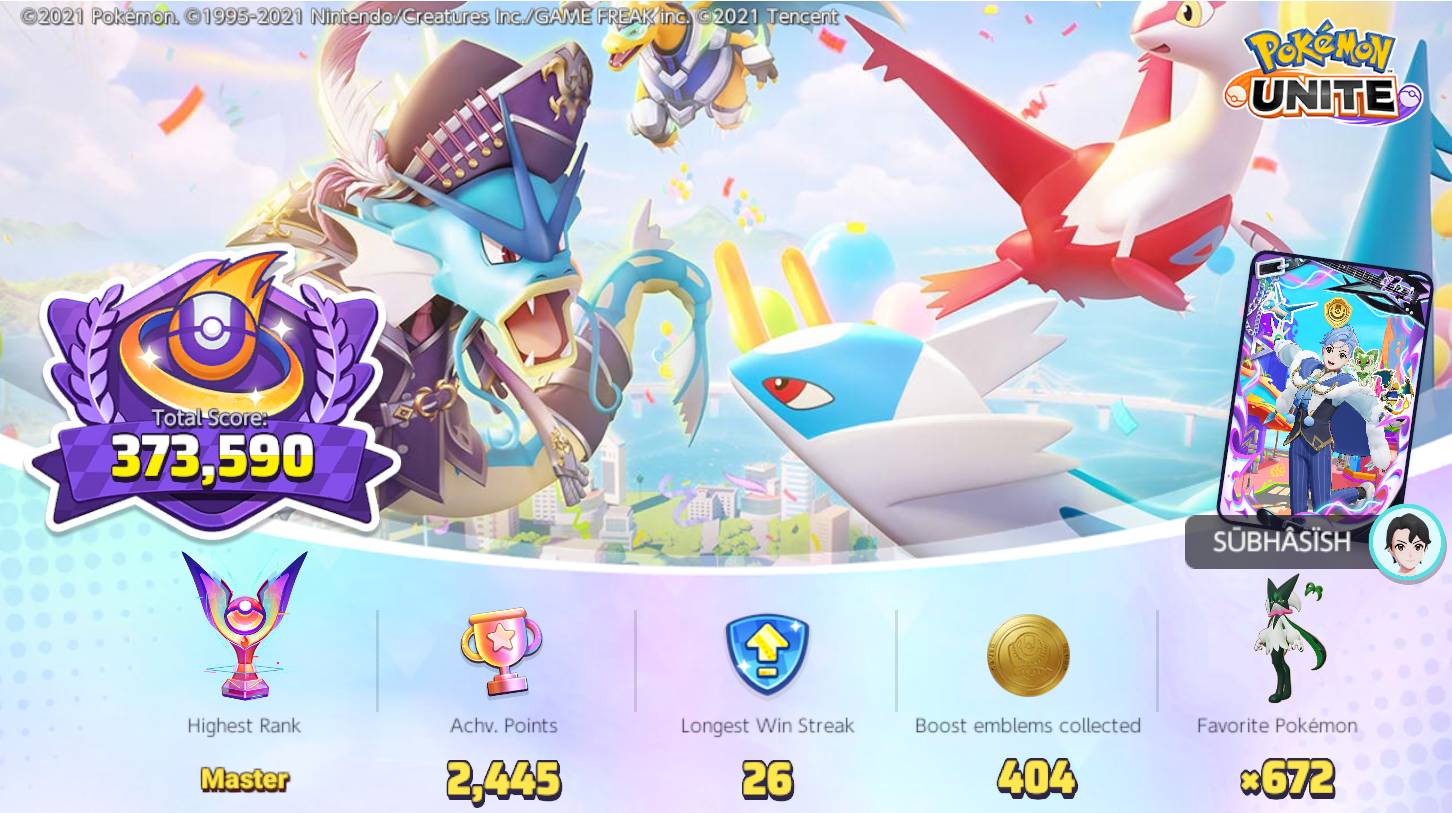 ©2021 Pokémon. ©1995-2021 Nintendo/Creatures Inc./GAME FREAK inc. ©2021 Tencent
POKéMON
UNITE
Total Score:
373,590
SŪBHÂSÏSH
Highest Rank
Achv. Points
Longest Win Streak
Boost emblems collected
Favorite Pokémon
Master
2,445
26
404
×672